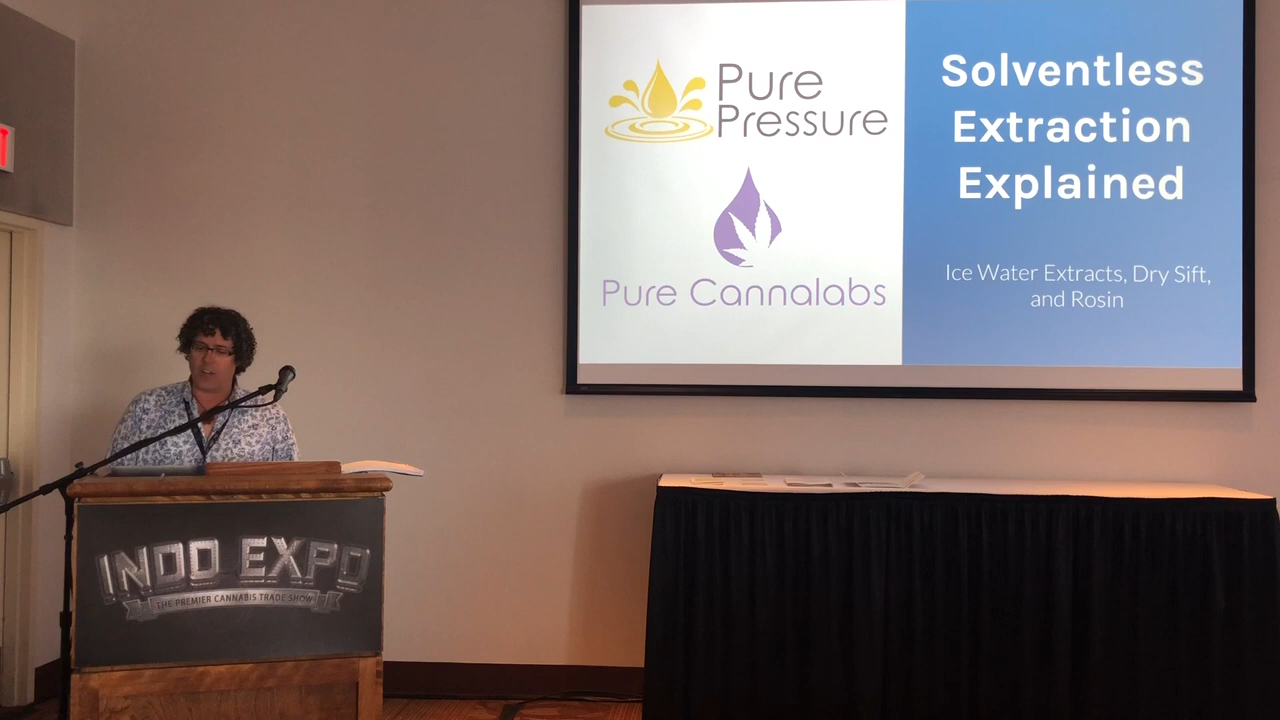 Pure
Pressure
Pure Cannalabs
Solventless
Extraction
Explained
Ice Water Extracts, Dry Sift,
and Rosin
INDO EXPO
THE PREMIER CANNABIS TRADE SHOW